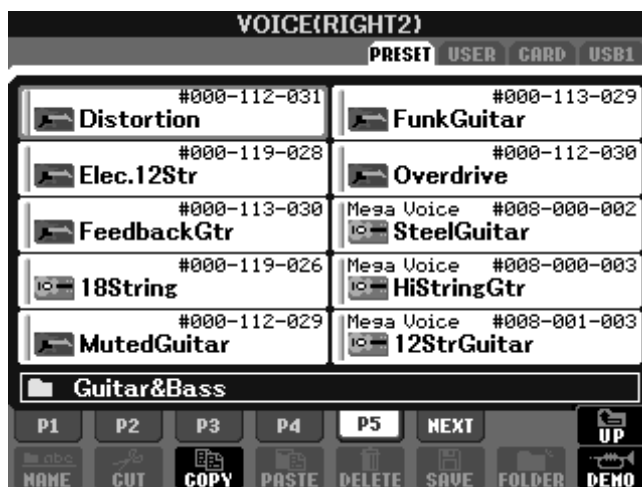 VOICE(RIGHT2)
PRESET USER CARD USB1
#000-112-031
Distortion
#000-113-029
FunkGuitar
#000-119-028
Elec.12Str
#000-112-030
Overdrive
#000-113-030
FeedbackGtr
Mega Voice #008-000-002
SteelGuitar
#000-119-026
18String
Mega Voice #008-000-003
HiStringGtr
#000-112-029
MutedGuitar
Mega Voice #008-001-003
12StrGuitar
Guitar&Bass
P1 P2 P3 P4 P5 NEXT UP
abc
NAME CUT COPY PASTE DELETE SAVE FOLDER DEMO